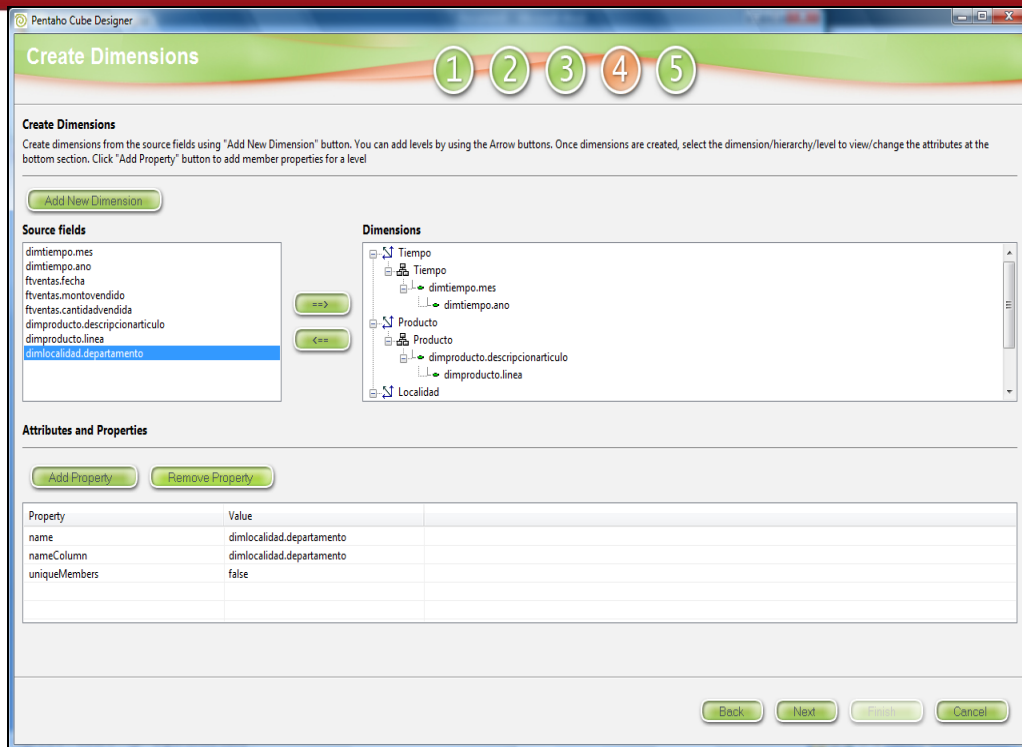 Pentaho Cube Designer
Create Dimensions
1 2 3 4 5
Create Dimensions
Create dimensions from the source fields using "Add New Dimension" button. You can add levels by using the Arrow buttons. Once dimensions are created, select the dimension/hierarchy/level to view/change the attributes at the
bottom section. Click "Add Property" button to add member properties for a level
Add New Dimension
Source fields
dimtiempo.mes
dimtiempo.ano
ftventas.fecha
ftventas.montovendido
ftventas.cantidadvendida
dimproducto.descripcionarticulo
dimproducto.linea
dimlocalidad.departamento
==>
<==
Dimensions
Tiempo
Tiempo
dimtiempo.mes
dimtiempo.ano
Producto
Producto
dimproducto.descripcionarticulo
dimproducto.linea
Localidad
Attributes and Properties
Add Property Remove Property
Property Value
name dimlocalidad.departamento
nameColumn dimlocalidad.departamento
uniqueMembers false
Back Next Finish Cancel